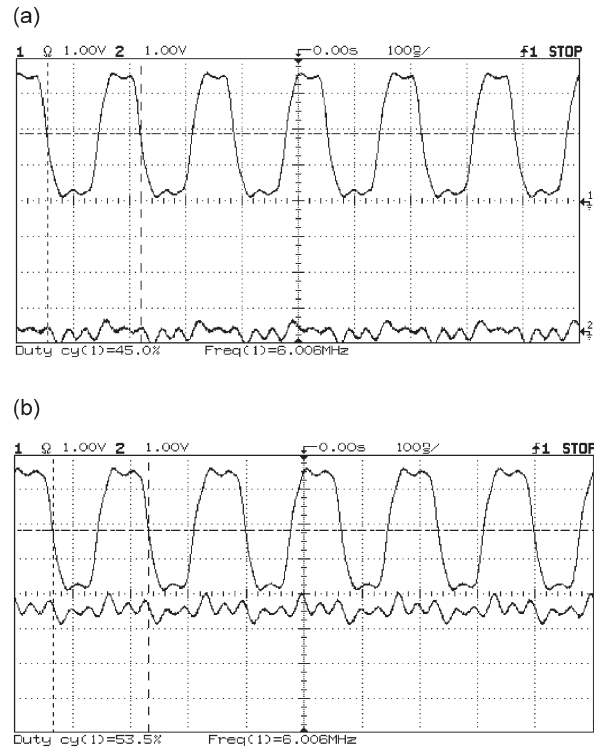 (a)
1 Ω 1.00V 2 1.00V 0.00s 100ns/ ƒ1 STOP
1
2
Duty cy(1)=45.0% Freq(1)=6.006MHz
(b)
1 Ω 1.00V 2 1.00V 0.00s 100ns/ ƒ1 STOP
Duty cy(1)=53.5% Freq(1)=6.006MHz